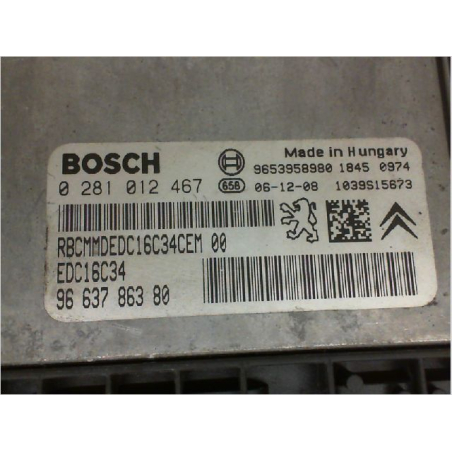 BOSCH
Made in Hungary
9653958980 1845 0974
0 281 012 467 656 06-12-08 1039S15673
RBCMMDEDC16C34CEM 00
EDC16C34
96 637 863 80